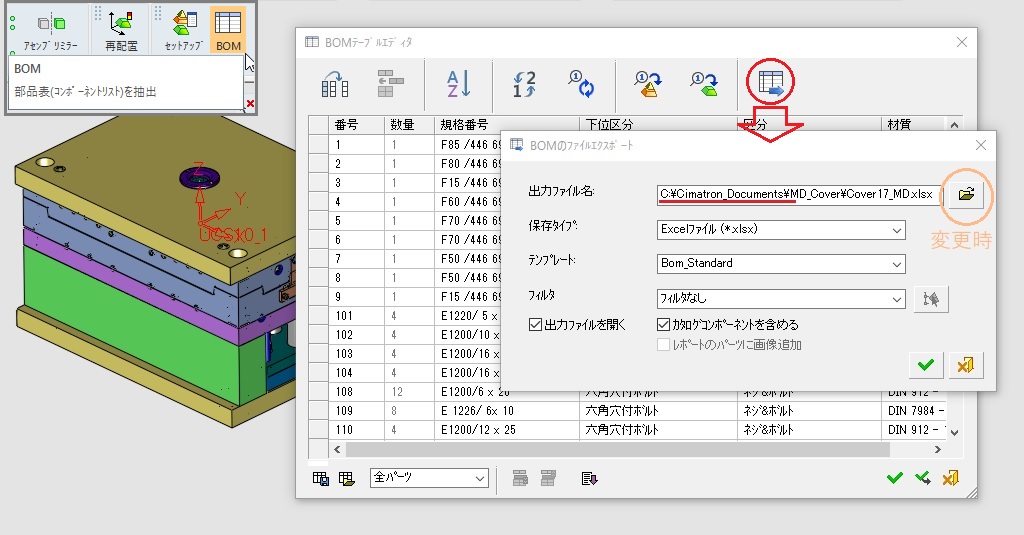 アセンブリミラー 再配置 セットアップ BOM
BOM
部品表(コンポーネントリスト)を抽出
Z
Y
UCS10_1
BOMテーブルエディタ
番号 数量 規格番号 下位区分 区分 材質
1 1 F85 /446 69
2 1 F80 /446 69
3 1 F15 /446 69
4 1 F60 /446 69
5 1 F70 /446 69
6 1 F70 /446 69
7 1 F50 /446 69
8 1 F50 /446 69
9 1 F15 /446 69
101 4 E1220/ 5 x
102 4 E1200/10 x
103 4 E1200/16 x
104 4 E1200/16 x
108 12 E1200/6 x 20 六角穴付ボルト ネジ&ボルト DIN 912 -
109 8 E 1226/ 6x 10 六角穴付ボルト ネジ&ボルト DIN 7984 -
110 4 E1200/12 x 25 六角穴付ボルト ネジ&ボルト DIN 912 -
全パーツ
BOMのファイルエクスポート
出力ファイル名: C:¥Cimatron_Documents¥MD_Cover¥Cover17_MD.xlsx
変更時
保存タイプ: Excelファイル (*.xlsx)
テンプレート: Bom_Standard
フィルタ フィルタなし
出力ファイルを開く カタログコンポーネントを含める
レポートのパーツに画像追加